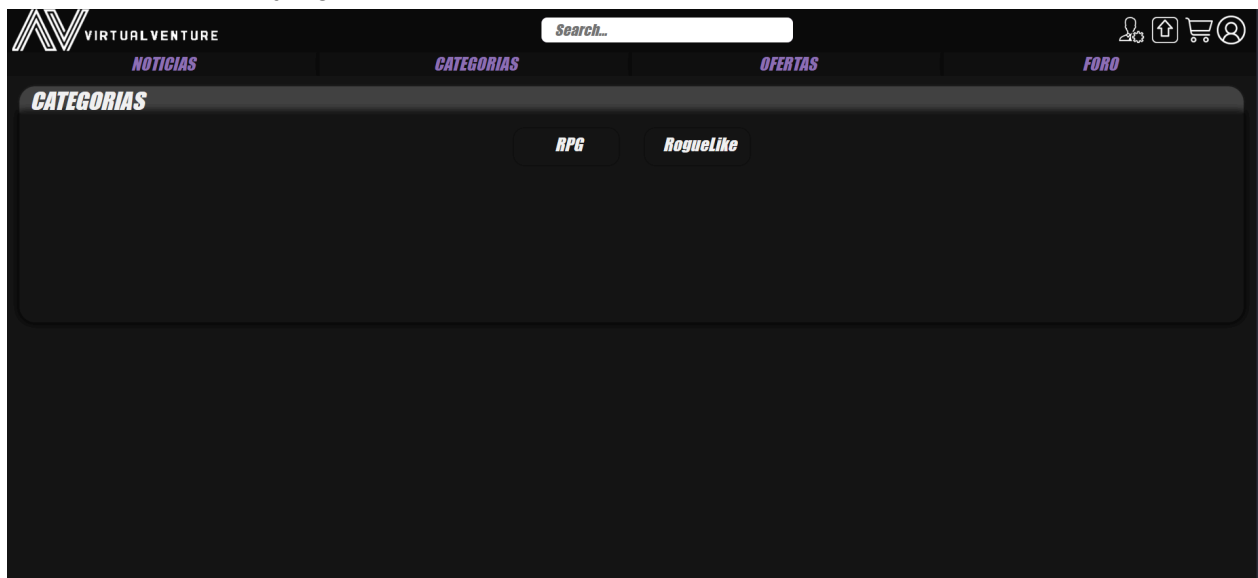 VIRTUALVENTURE
Search...
NOTICIAS CATEGORIAS OFERTAS FORO
CATEGORIAS
RPG RogueLike